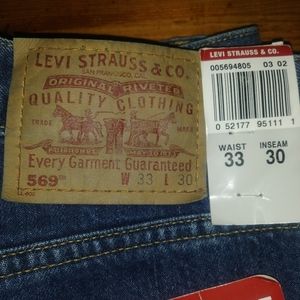 LEVI STRAUSS & CO.
SAN FRANCISCO, CAL.
ORIGINAL RIVETED
QUALITY CLOTHING
TRADE MARK
Every Garment Guaranteed
569 W 33 L 30
LEVI STRAUSS & CO.
005694805 03 02
0 52177 95111 1
WAIST INSEAM
33 30